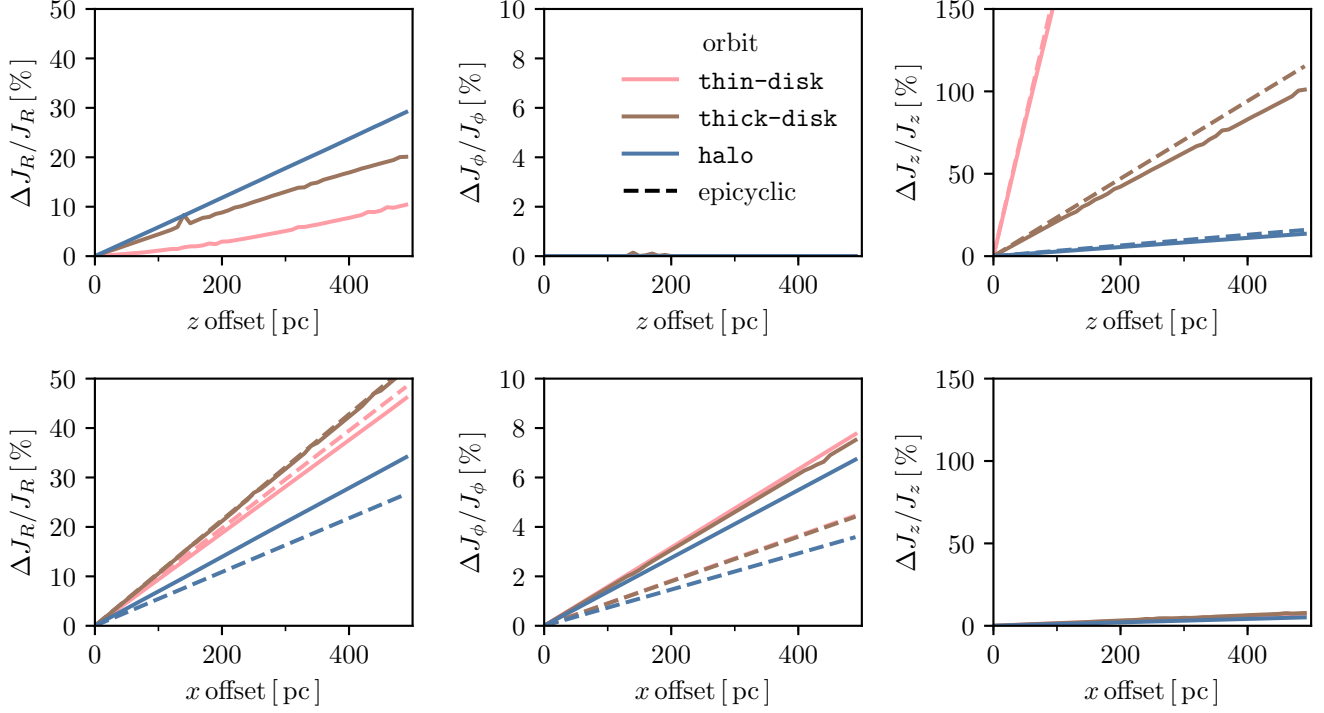 50
40
30
20
10
0
ΔJ_R/J_R [%]
0 200 400
z offset [pc]
10
8
6
4
2
0
ΔJ_ϕ/J_ϕ [%]
orbit
thin-disk
thick-disk
halo
epicyclic
0 200 400
z offset [pc]
150
100
50
0
ΔJ_z/J_z [%]
0 200 400
z offset [pc]
50
40
30
20
10
0
ΔJ_R/J_R [%]
0 200 400
x offset [pc]
10
8
6
4
2
0
ΔJ_ϕ/J_ϕ [%]
0 200 400
x offset [pc]
150
100
50
0
ΔJ_z/J_z [%]
0 200 400
x offset [pc]